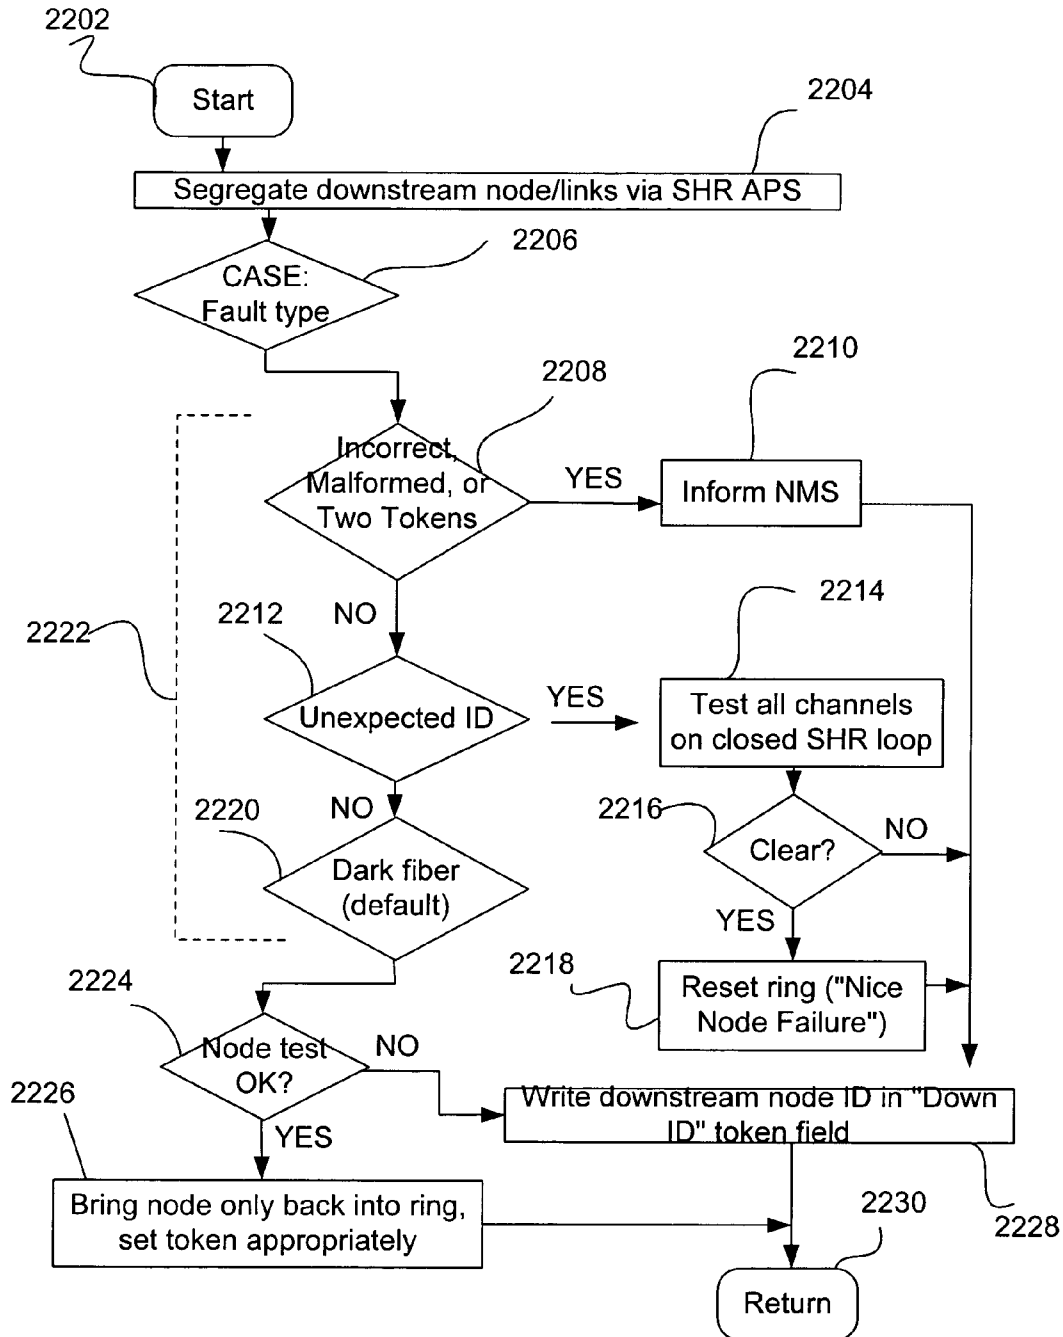 2202
Start
2204
Segregate downstream node/links via SHR APS
2206
CASE:
Fault type
2210
2208
Incorrect,
Malformed, or
Two Tokens
YES
Inform NMS
NO
2212
2214
2222
Unexpected ID
YES
Test all channels
on closed SHR loop
NO
2220
2216
Clear?
NO
Dark fiber
(default)
YES
2218
Reset ring ("Nice
Node Failure")
2224
Node test
OK?
NO
2226
YES
Write downstream node ID in "Down
ID" token field
2228
Bring node only back into ring,
set token appropriately
2230
Return